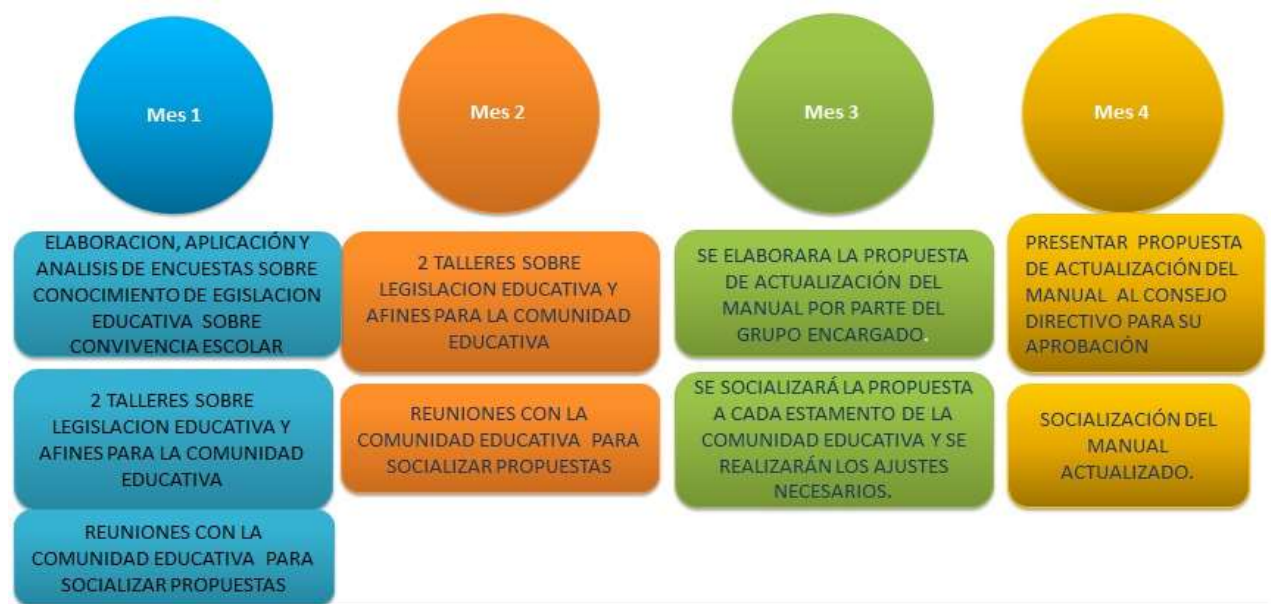 Mes 1
ELABORACION, APLICACIÓN Y
ANALISIS DE ENCUESTAS SOBRE
CONOCIMIENTO DE EGISLACION
EDUCATIVA SOBRE
CONVIVENCIA ESCOLAR
2 TALLERES SOBRE
LEGISLACION EDUCATIVA Y
AFINES PARA LA COMUNIDAD
EDUCATIVA
REUNIONES CON LA
COMUNIDAD EDUCATIVA PARA
SOCIALIZAR PROPUESTAS
Mes 2
2 TALLERES SOBRE
LEGISLACION EDUCATIVA Y
AFINES PARA LA COMUNIDAD
EDUCATIVA
REUNIONES CON LA
COMUNIDAD EDUCATIVA PARA
SOCIALIZAR PROPUESTAS
Mes 3
SE ELABORARA LA PROPUESTA
DE ACTUALIZACIÓN DEL
MANUAL POR PARTE DEL
GRUPO ENCARGADO.
SE SOCIALIZARÁ LA PROPUESTA
A CADA ESTAMENTO DE LA
COMUNIDAD EDUCATIVA Y SE
REALIZARÁN LOS AJUSTES
NECESARIOS.
Mes 4
PRESENTAR PROPUESTA
DE ACTUALIZACIÓN DEL
MANUAL AL CONSEJO
DIRECTIVO PARA SU
APROBACIÓN
SOCIALIZACIÓN DEL
MANUAL
ACTUALIZADO.